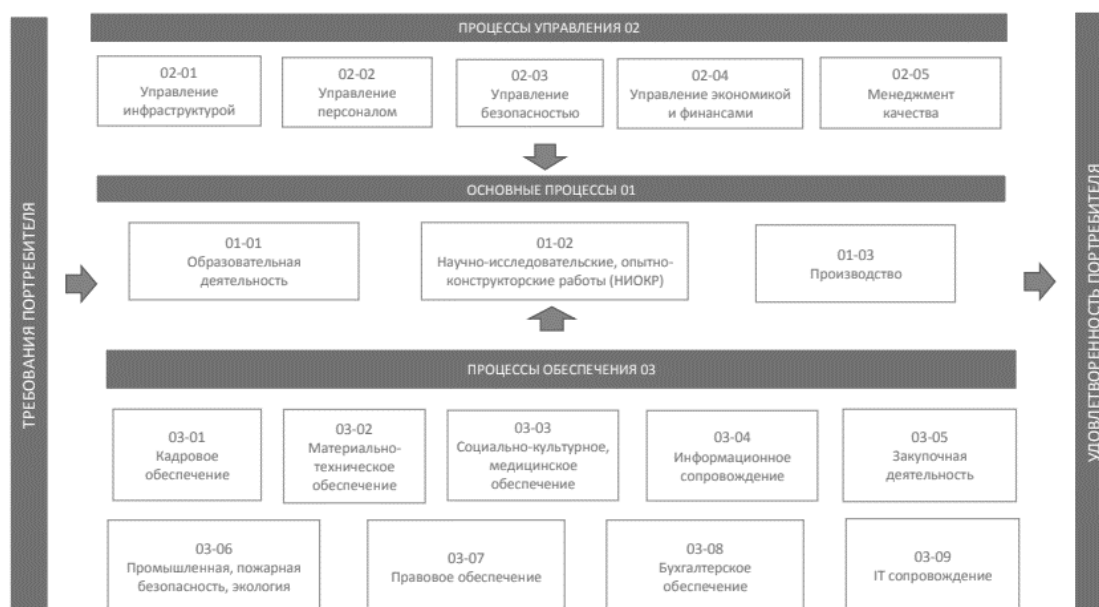 ПРОЦЕССЫ УПРАВЛЕНИЯ 02
02-01
Управление
инфраструктурой
02-02
Управление
персоналом
02-03
Управление
безопасностью
02-04
Управление экономикой
и финансами
02-05
Менеджмент
качества
ТРЕБОВАНИЯ ПОРТРЕБИТЕЛЯ
ОСНОВНЫЕ ПРОЦЕССЫ 01
01-01
Образовательная
деятельность
01-02
Научно-исследовательские, опытно-
конструкторские работы (НИОКР)
01-03
Производство
УДОВЛЕТВОРЕННОСТЬ ПОРТРЕБИТЕЛЯ
ПРОЦЕССЫ ОБЕСПЕЧЕНИЯ 03
03-01
Кадровое
обеспечение
03-02
Материально-
техническое
обеспечение
03-03
Социально-культурное,
медицинское
обеспечение
03-04
Информационное
сопровождение
03-05
Закупочная
деятельность
03-06
Промышленная, пожарная
безопасность, экология
03-07
Правовое обеспечение
03-08
Бухгалтерское
обеспечение
03-09
IT сопровождение